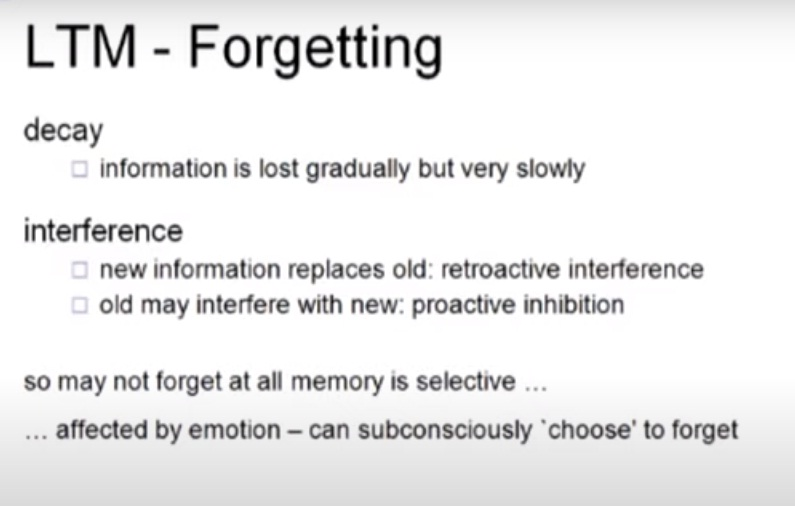 LTM - Forgetting
decay
information is lost gradually but very slowly
interference
new information replaces old: retroactive interference
old may interfere with new: proactive inhibition
so may not forget at all memory is selective ...
... affected by emotion – can subconsciously `choose' to forget